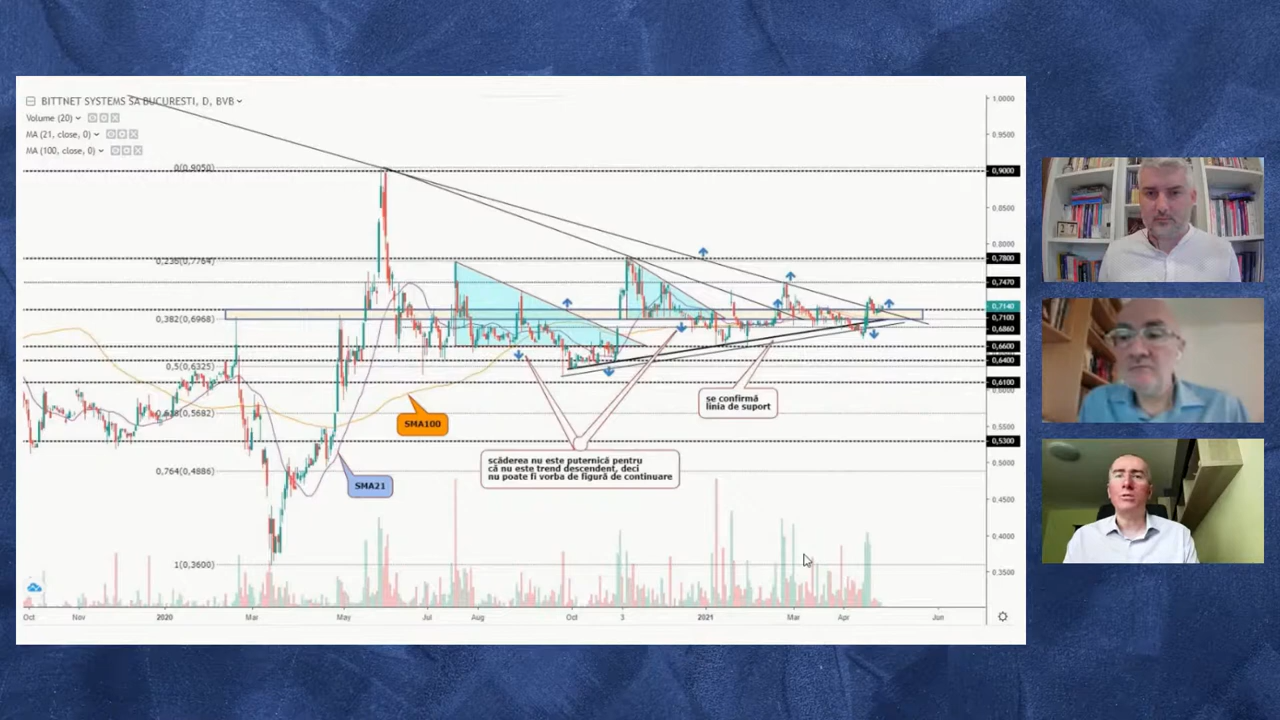 BITTNET SYSTEMS SA BUCURESTI, D, BVB
Volume (20)
MA (21, close, 0)
MA (100, close, 0)
0(0,9050)
0,236(0,7764)
0,382(0,6968)
0,5(0,6325)
0,618(0,5682)
0,764(0,4886)
1(0,3600)
SMA100
SMA21
scăderea nu este puternică pentru
că nu este trend descendent, deci
nu poate fi vorba de figură de continuare
se confirmă
linia de suport
1,0000
0,9500
0,9000
0,8500
0,8000
0,7800
0,7470
0,7140
0,7100
0,6860
0,6600
0,6400
0,6100
0,5500
0,5300
0,5000
0,4500
0,4000
0,3500
Oct
Nov
2020
Mar
May
Jul
Aug
Oct
3
2021
Mar
Apr
Jun